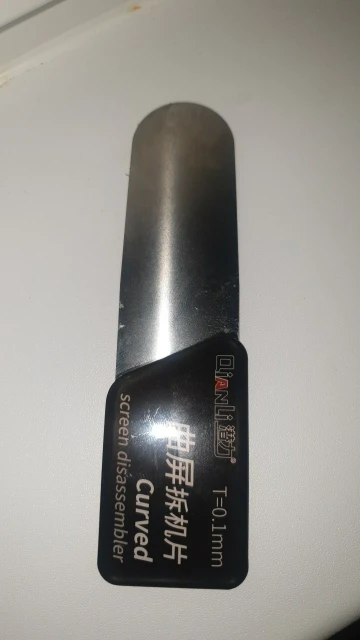 QiANLi 潜力®
T=0.1mm
曲屏拆机片
Curved
screen disassembler